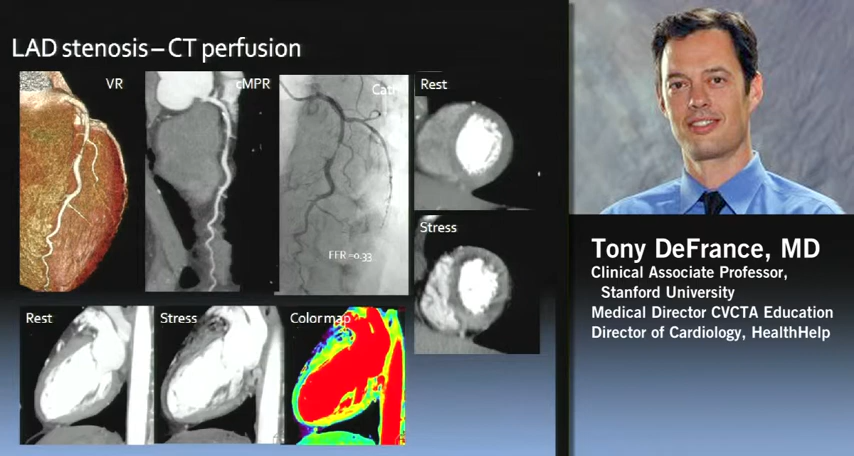 LAD stenosis – CT perfusion
VR
cMPR
Cath
Rest
FFR =0.33
Stress
Rest
Stress
Colormap
Tony DeFrance, MD
Clinical Associate Professor,
Stanford University
Medical Director CVCTA Education
Director of Cardiology, HealthHelp